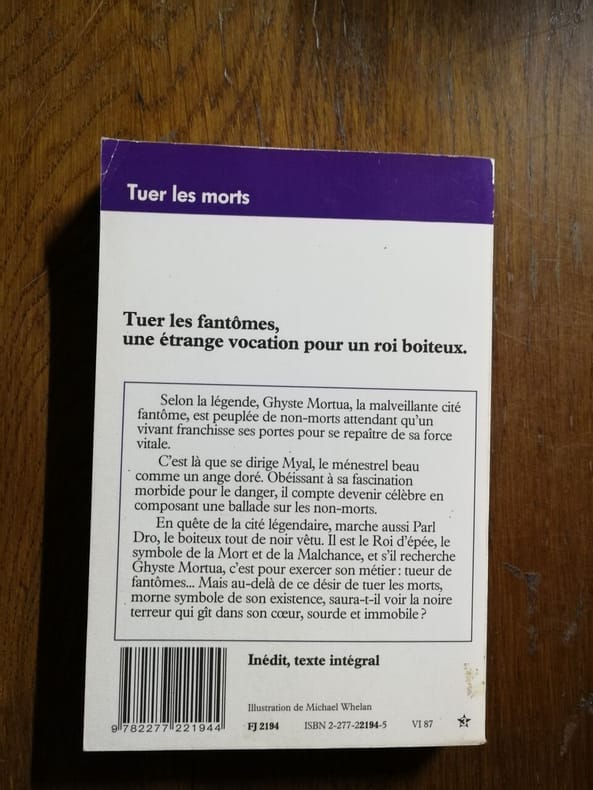 Tuer les morts
Tuer les fantômes,
une étrange vocation pour un roi boiteux.
Selon la légende, Ghyste Mortua, la malveillante cité
fantôme, est peuplée de non-morts attendant qu'un
vivant franchisse ses portes pour se repaître de sa force
vitale.
C'est là que se dirige Myal, le ménestrel beau
comme un ange doré. Obéissant à sa fascination
morbide pour le danger, il compte devenir célèbre en
composant une ballade sur les non-morts.
En quête de la cité légendaire, marche aussi Parl
Dro, le boiteux tout de noir vêtu. Il est le Roi d'épée, le
symbole de la Mort et de la Malchance, et s'il recherche
Ghyste Mortua, c'est pour exercer son métier : tueur de
fantômes... Mais au-delà de ce désir de tuer les morts,
morne symbole de son existence, saura-t-il voir la noire
terreur qui gît dans son cœur, sourde et immobile ?
Inédit, texte intégral
Illustration de Michael Whelan
9 782277 221944 FJ 2194 ISBN 2-277-22194-5 VI 87 3